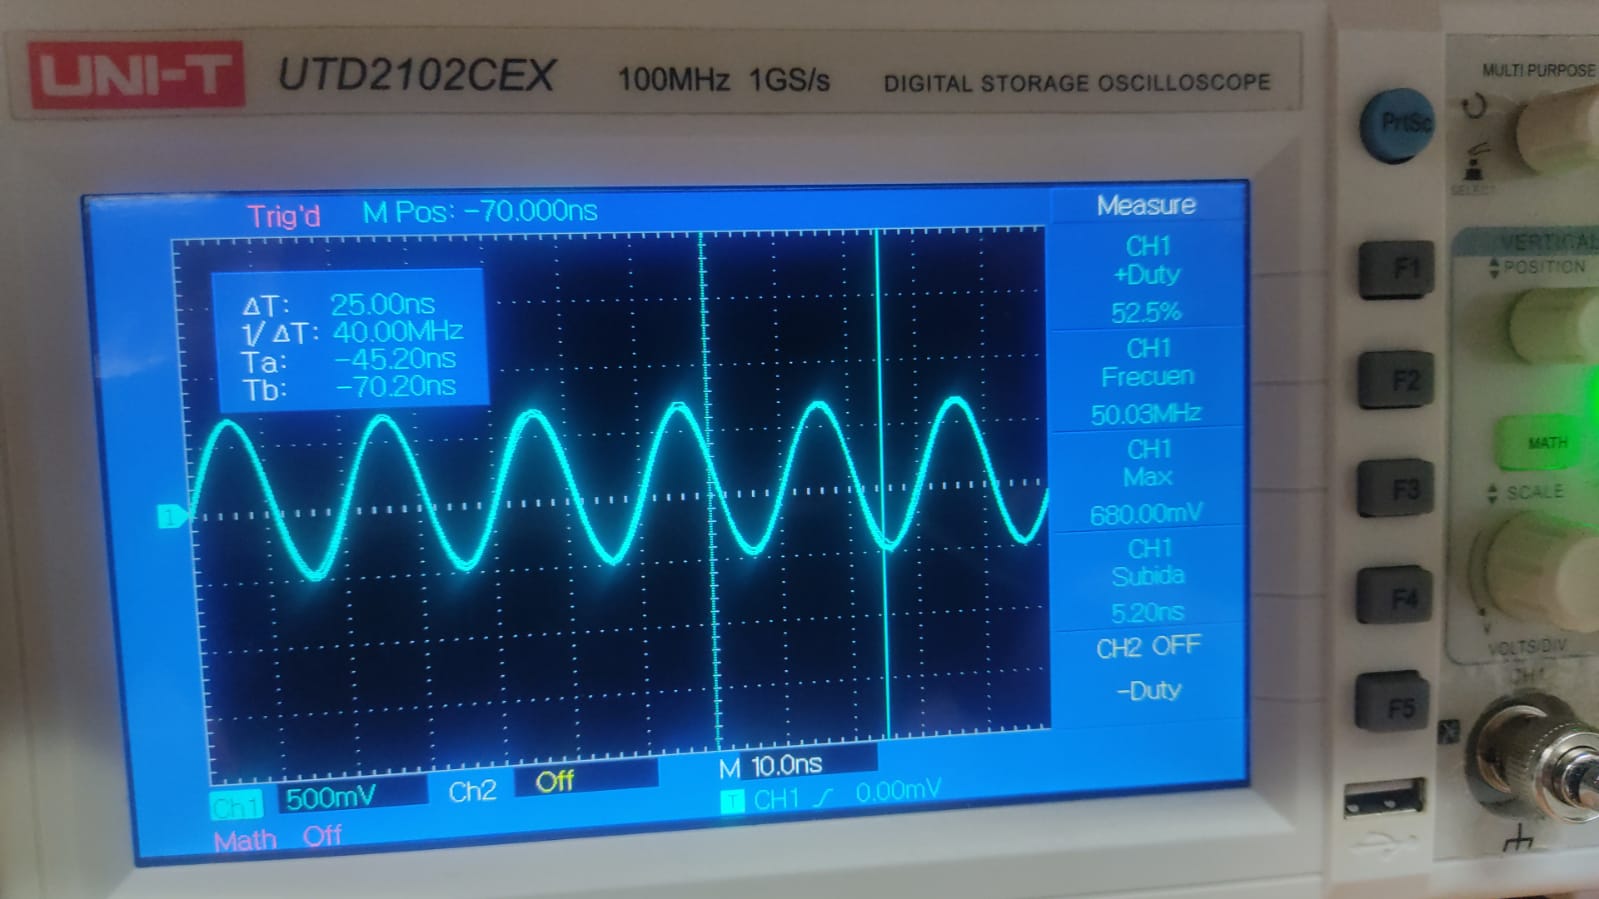 UNI-T UTD2102CEX 100MHz 1GS/s DIGITAL STORAGE OSCILLOSCOPE
MULTI PURPOSE
PrtSc
SELECT
Trig'd M Pos: -70.000ns
Measure
ΔT: 25.00ns
1/ΔT: 40.00MHz
Ta: -45.20ns
Tb: -70.20ns
1
CH1
+Duty
52.5%
CH1
Frecuen
50.03MHz
CH1
Max
680.00mV
CH1
Subida
5.20ns
CH2 OFF
-Duty
Ch1 500mV Ch2 Off M 10.0ns
T CH1 0.00mV
Math Off
F1
F2
F3
F4
F5
VERTICAL
POSITION
MATH
SCALE
VOLTS/DIV
CH1
X